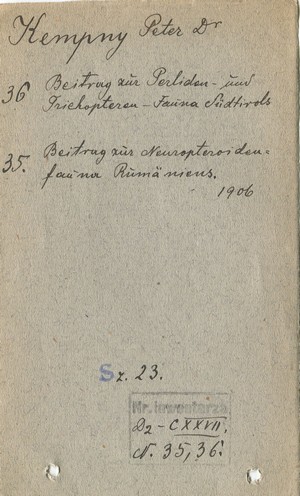 Kempny Peter Dr
36 Beitrag zur Perliden- und
Trichopteren-Fauna Südtirols
35. Beitrag zur Neuropteroiden=
fauna Rumäniens.
1906
Sz. 23.
Nr. inwentarza
Dz - CXXVII.
N. 35, 36.